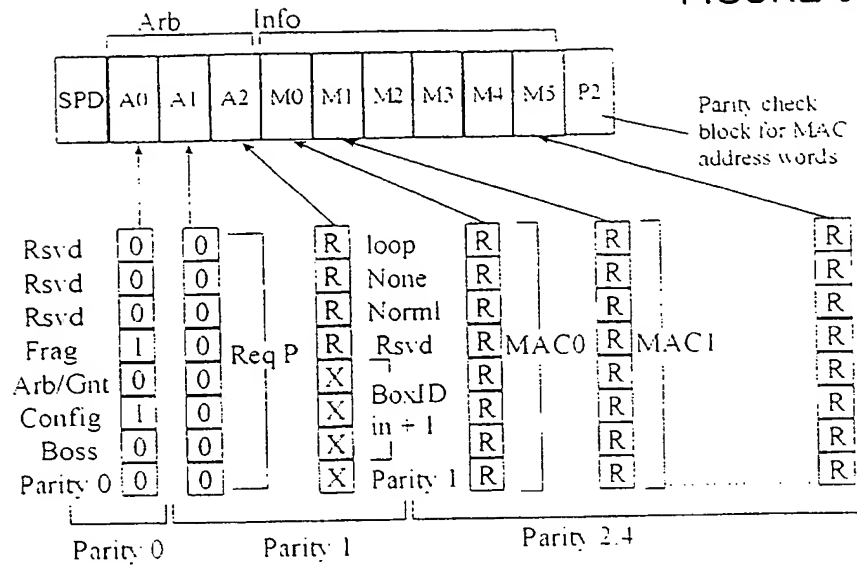 FIGURE
Arb Info
SPD A0 A1 A2 M0 M1 M2 M3 M4 M5 P2
Parity check
block for MAC
address words
Rsvd 0 0 R loop R R R
Rsvd 0 0 R None R R R
Rsvd 0 0 R Norml R R R
Frag 1 0 Req P R Rsvd R MAC0 R MAC1 R
Arb/Gnt 0 0 X R R R
Config 1 0 X BoxID R R R
Boss 0 0 X in + 1 R R R
Parity 0 0 0 X Parity 1 R R R
Parity 0 Parity 1 Parity 2.4